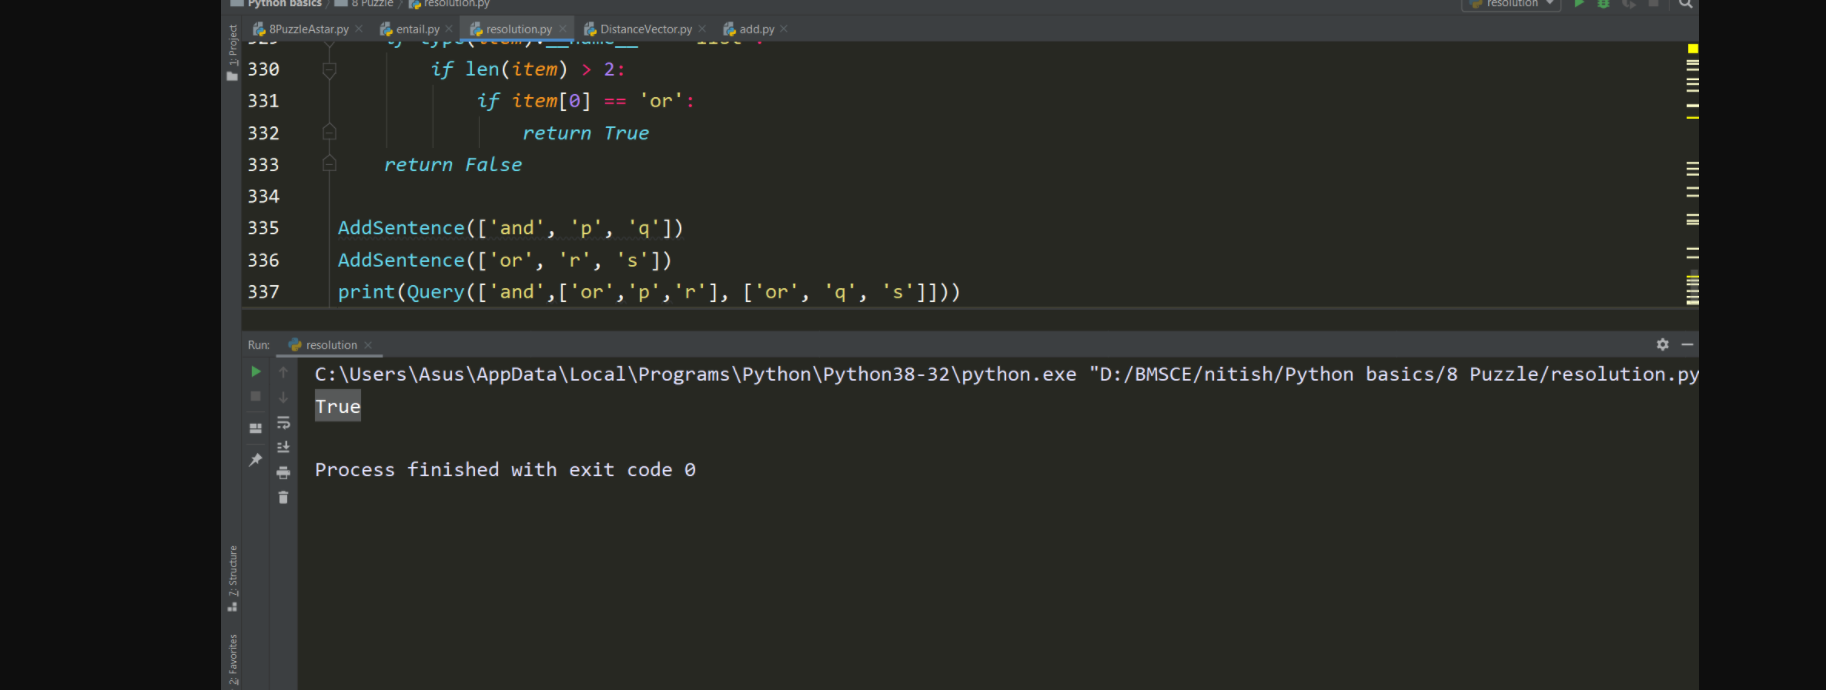 Python basics / 8 Puzzle / resolution.py
resolution
8PuzzleAstar.py
entail.py
resolution.py
DistanceVector.py
add.py
1: Project
330 if len(item) > 2:
331 if item[0] == 'or':
332 return True
333 return False
334
335 AddSentence(['and', 'p', 'q'])
336 AddSentence(['or', 'r', 's'])
337 print(Query(['and',['or','p','r'], ['or', 'q', 's']]))
Run: resolution
C:\Users\Asus\AppData\Local\Programs\Python\Python38-32\python.exe "D:/BMSCE/nitish/Python basics/8 Puzzle/resolution.py
True
Process finished with exit code 0
Z: Structure
2: Favorites